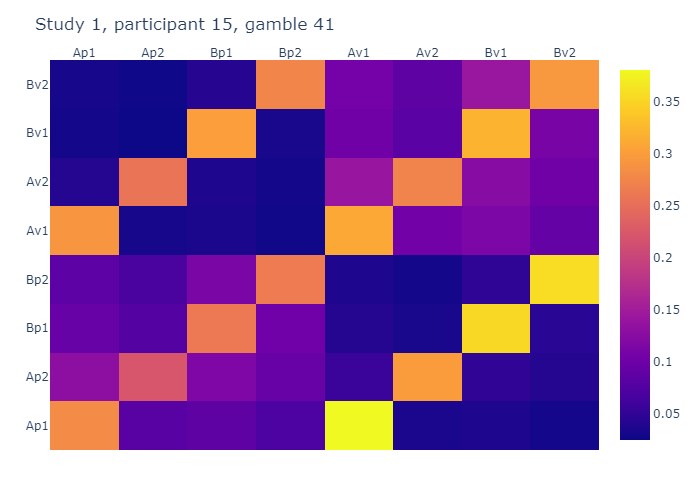 Study 1, participant 15, gamble 41
Ap1 Ap2 Bp1 Bp2 Av1 Av2 Bv1 Bv2
Bv2
Bv1
Av2
Av1
Bp2
Bp1
Ap2
Ap1
0.35
0.3
0.25
0.2
0.15
0.1
0.05